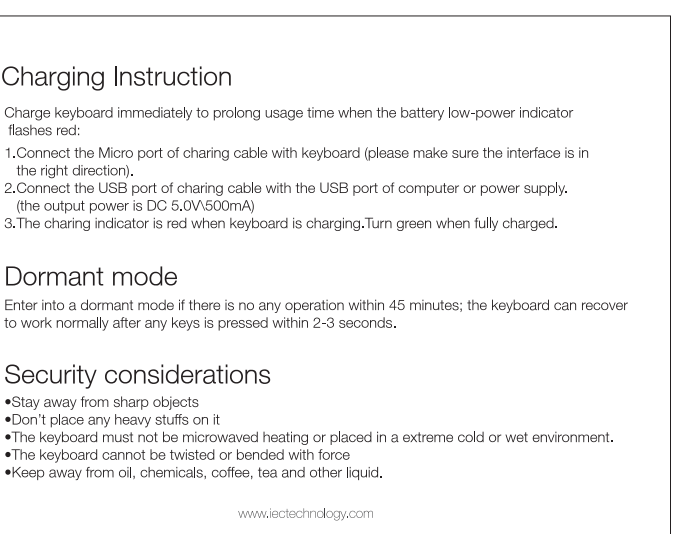 Charging Instruction
Charge keyboard immediately to prolong usage time when the battery low-power indicator
flashes red:
1.Connect the Micro port of charing cable with keyboard (please make sure the interface is in
the right direction).
2.Connect the USB port of charing cable with the USB port of computer or power supply.
(the output power is DC 5.0V\500mA)
3.The charing indicator is red when keyboard is charging.Turn green when fully charged.
Dormant mode
Enter into a dormant mode if there is no any operation within 45 minutes; the keyboard can recover
to work normally after any keys is pressed within 2-3 seconds.
Security considerations
•Stay away from sharp objects
•Don't place any heavy stuffs on it
•The keyboard must not be microwaved heating or placed in a extreme cold or wet environment.
•The keyboard cannot be twisted or bended with force
•Keep away from oil, chemicals, coffee, tea and other liquid.
www.iectechnology.com